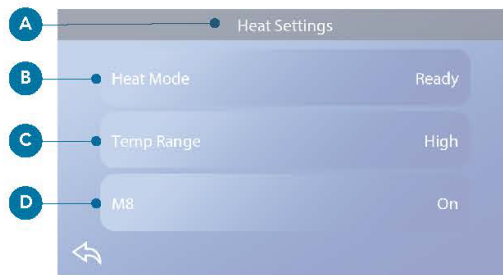 A Heat Settings
B Heat Mode Ready
C Temp Range High
D M8 On